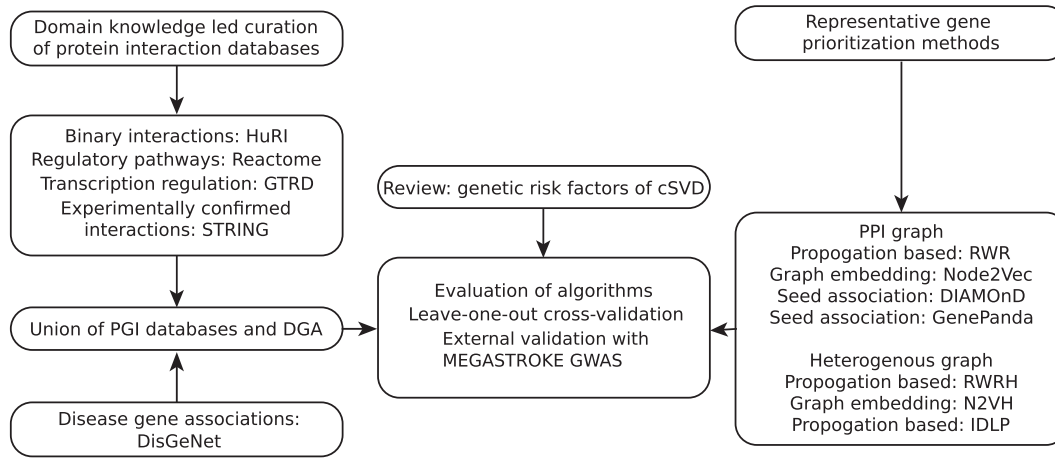 Domain knowledge led curation
of protein interaction databases
Binary interactions: HuRI
Regulatory pathways: Reactome
Transcription regulation: GTRD
Experimentally confirmed
interactions: STRING
Union of PGI databases and DGA
Disease gene associations:
DisGeNet
Review: genetic risk factors of cSVD
Evaluation of algorithms
Leave-one-out cross-validation
External validation with
MEGASTROKE GWAS
Representative gene
prioritization methods
PPI graph
Propogation based: RWR
Graph embedding: Node2Vec
Seed association: DIAMOnD
Seed association: GenePanda
Heterogenous graph
Propogation based: RWRH
Graph embedding: N2VH
Propogation based: IDLP